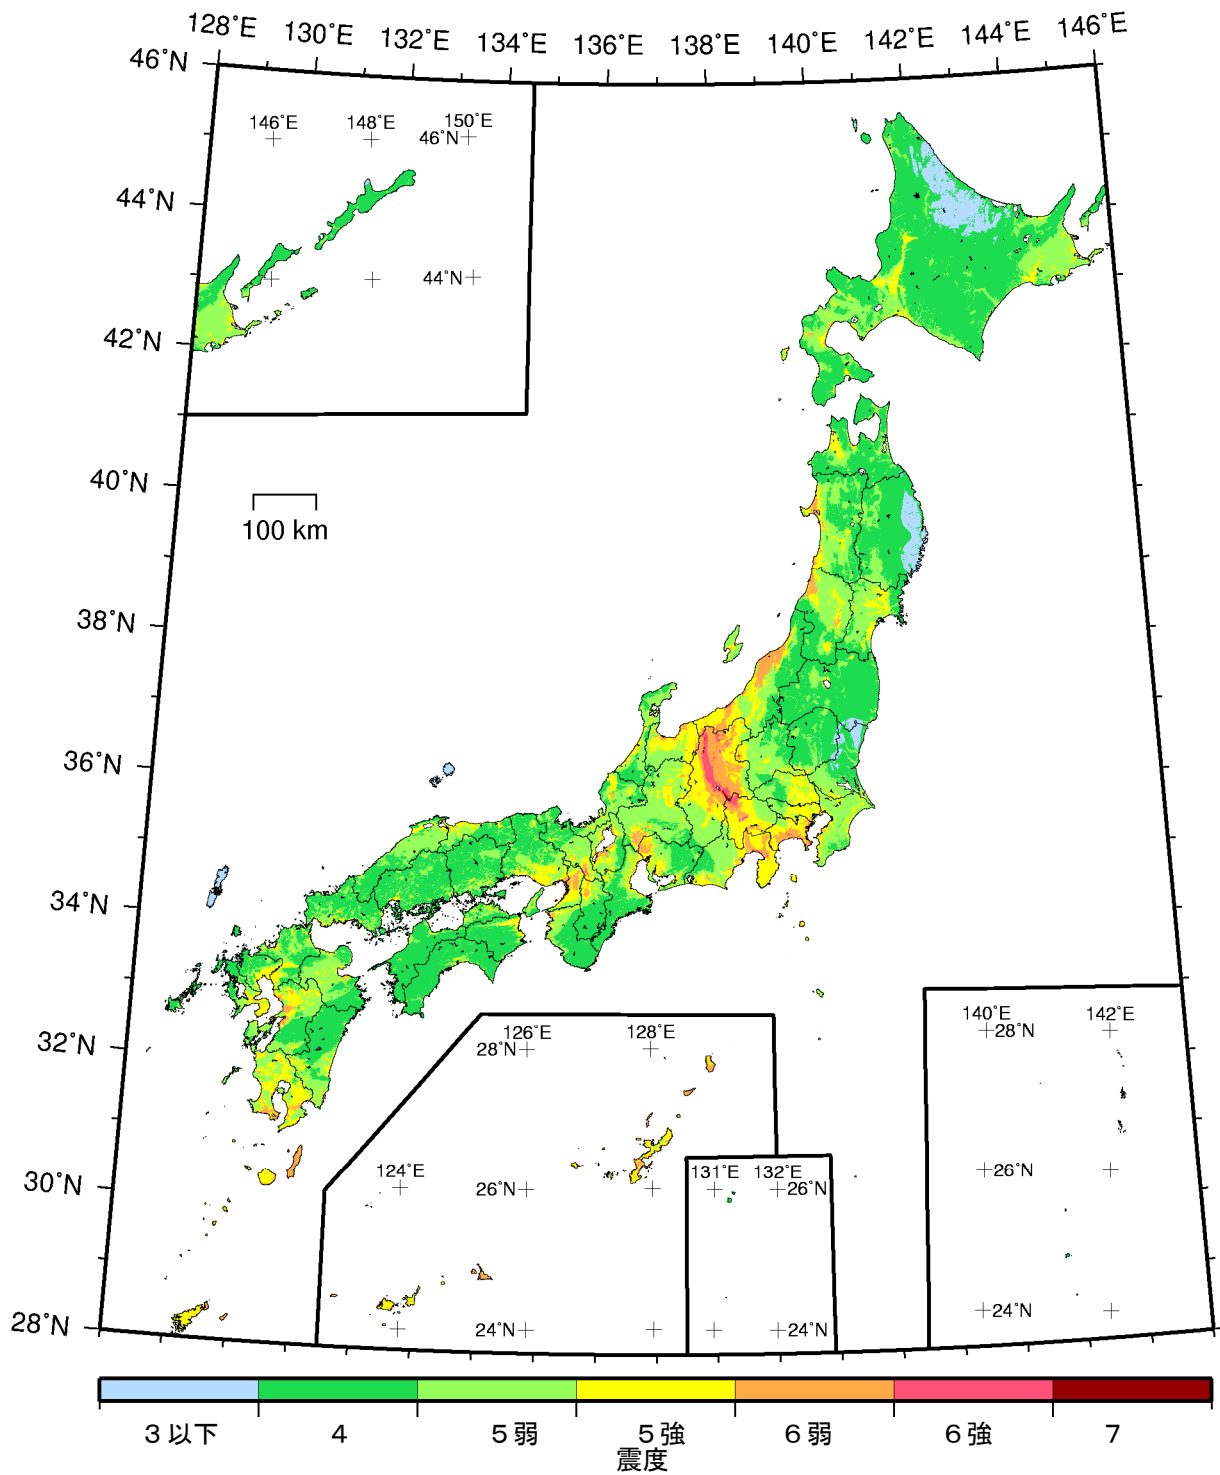 128°E 130°E 132°E 134°E 136°E 138°E 140°E 142°E 144°E 146°E
46°N
146°E 148°E 150°E
46°N
44°N
44°N
42°N
40°N
100 km
38°N
36°N
34°N
32°N
30°N
28°N
126°E 128°E
28°N
124°E
26°N
24°N
131°E 132°E
26°N
24°N
140°E 142°E
28°N
26°N
24°N
3以下 4 5弱 5強 6弱 6強 7
震度